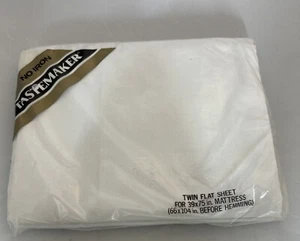 NO IRON
TASTEMAKER
TWIN FLAT SHEET
FOR 39x75 in. MATTRESS
(66x104 in. BEFORE HEMMING)